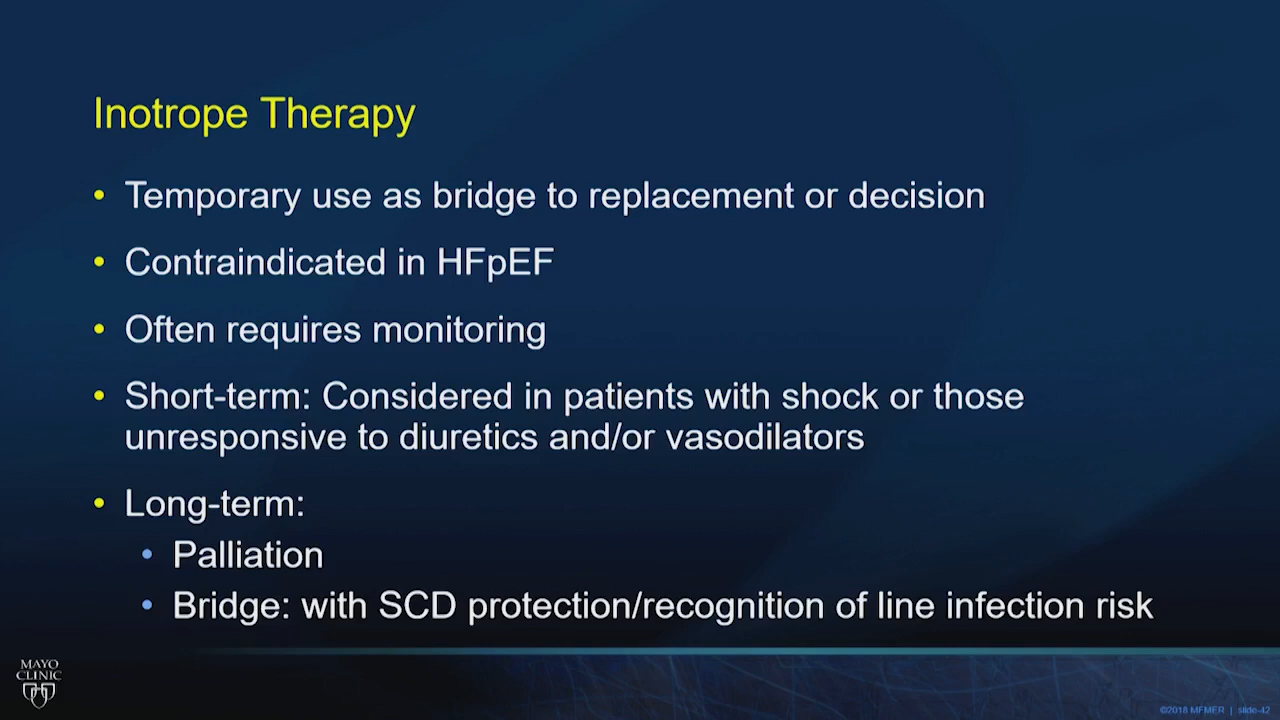 Inotrope Therapy
• Temporary use as bridge to replacement or decision
• Contraindicated in HFpEF
• Often requires monitoring
• Short-term: Considered in patients with shock or those
unresponsive to diuretics and/or vasodilators
• Long-term:
• Palliation
• Bridge: with SCD protection/recognition of line infection risk
MAYO
CLINIC
©2018 MFMER | slide-42